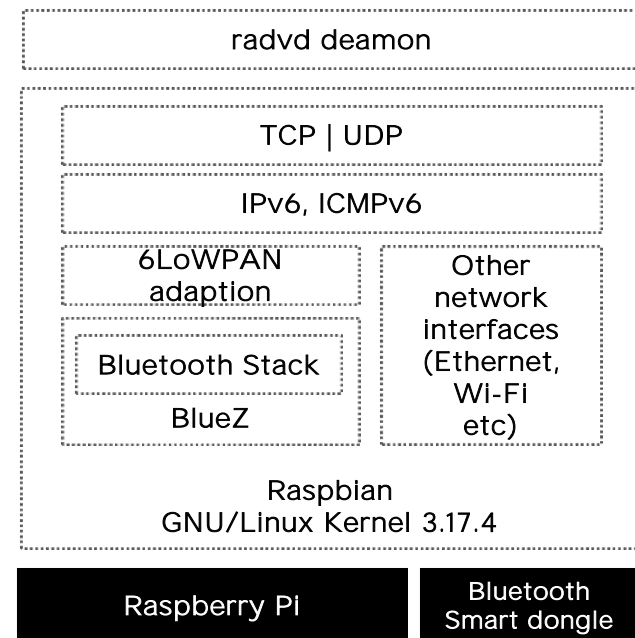 radvd deamon
TCP | UDP
IPv6, ICMPv6
6LoWPAN
adaption
Bluetooth Stack
BlueZ
Other
network
interfaces
(Ethernet,
Wi-Fi
etc)
Raspbian
GNU/Linux Kernel 3.17.4
Raspberry Pi
Bluetooth
Smart dongle